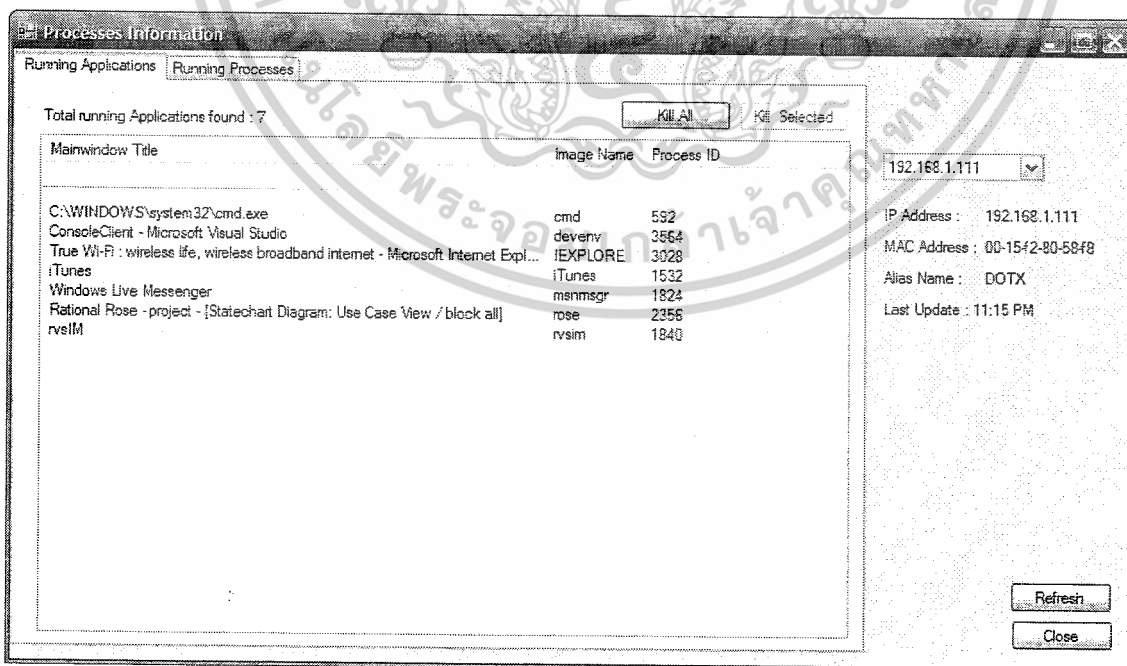 Processes Information
Running Applications Running Processes
Total running Applications found : 7 Kill All Kill Selected
Mainwindow Title Image Name Process ID
C:\WINDOWS\system32\cmd.exe cmd 592
ConsoleClient - Microsoft Visual Studio devenv 3564
True Wi-Fi : wireless life, wireless broadband internet - Microsoft Internet Expl... IEXPLORE 3028
iTunes iTunes 1532
Windows Live Messenger msnmsgr 1824
Rational Rose - project - [Statechart Diagram: Use Case View / block all] rose 2356
rvsIM rvsim 1840
192.168.1.111
IP Address : 192.168.1.111
MAC Address : 00-15-f2-80-58-f8
Alias Name : DOTX
Last Update : 11:15 PM
Refresh
Close